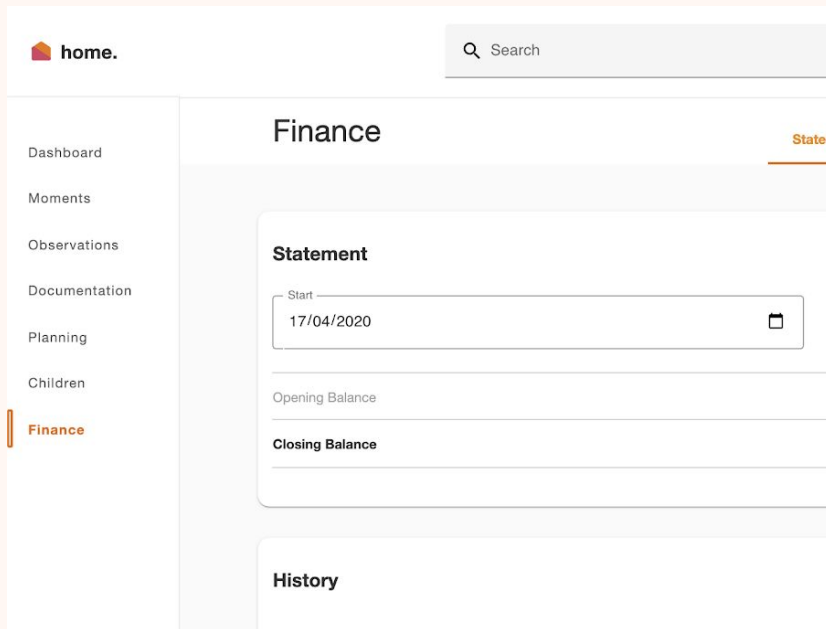 home.
Search
Finance
Dashboard
Moments
Observations
Documentation
Planning
Children
Finance
Statement
Start
17/04/2020
Opening Balance
Closing Balance
History